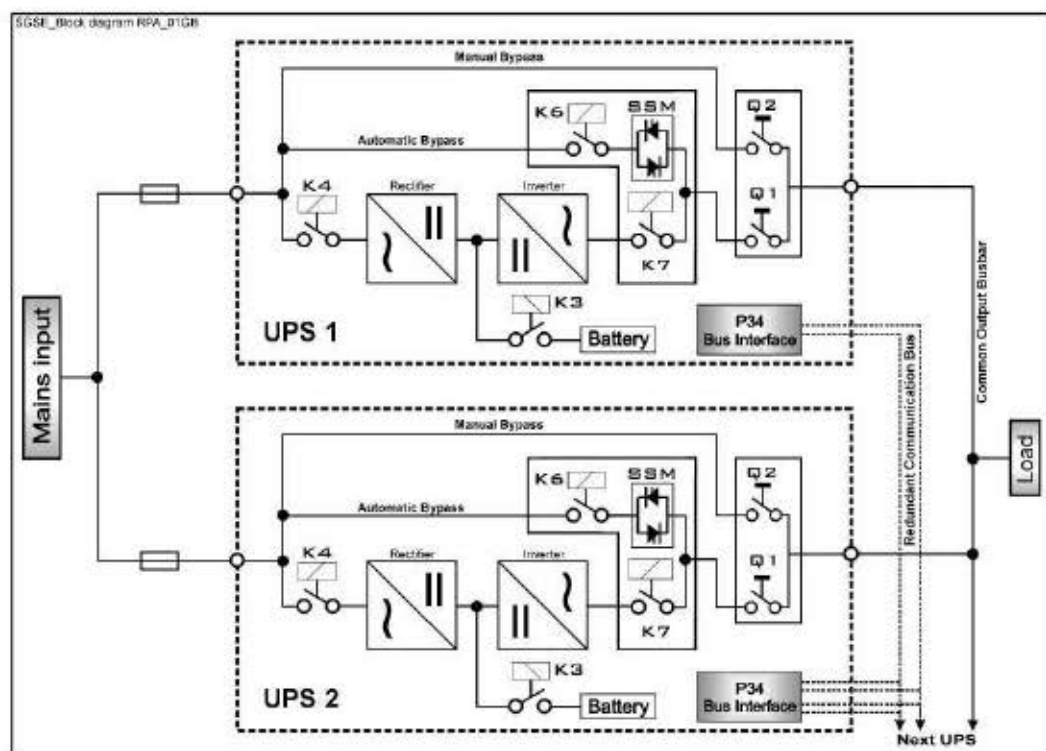 SGSE_Block diagram RPA_01GB
Manual Bypass
K6
SSM
Q2
Automatic Bypass
K4
Rectifier
Inverter
Q1
K7
K3
UPS 1
Battery
P34
Bus Interface
Mains input
Redundant Communication Bus
Common Output Busbar
Load
Manual Bypass
K6
SSM
Q2
Automatic Bypass
K4
Rectifier
Inverter
Q1
K7
K3
UPS 2
Battery
P34
Bus Interface
Next UPS